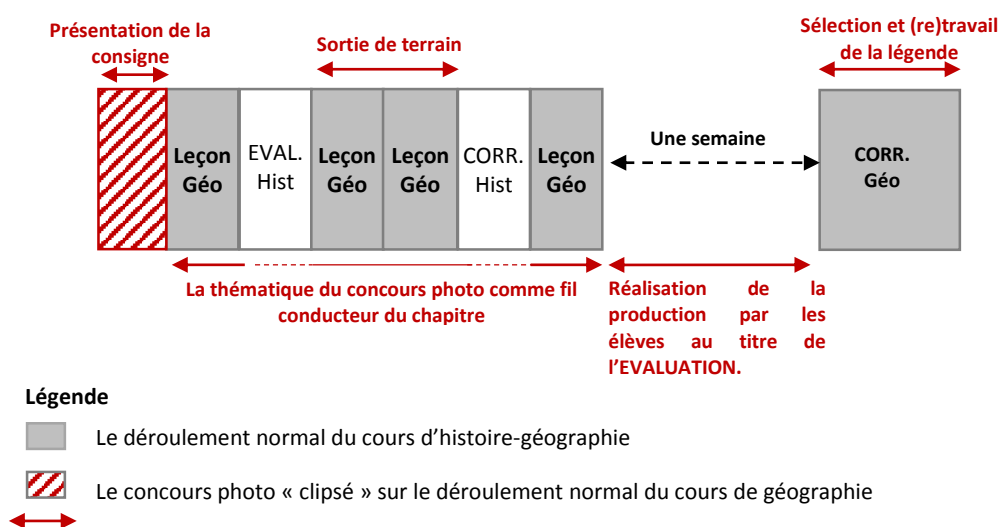 Présentation de la
consigne
Sortie de terrain
Sélection et (re)travail
de la légende
Leçon
Géo
EVAL.
Hist
Leçon
Géo
Leçon
Géo
CORR.
Hist
Leçon
Géo
Une semaine
CORR.
Géo
La thématique du concours photo comme fil
conducteur du chapitre
Réalisation de la
production par les
élèves au titre de
l’EVALUATION.
Légende
Le déroulement normal du cours d’histoire-géographie
Le concours photo « clipsé » sur le déroulement normal du cours de géographie